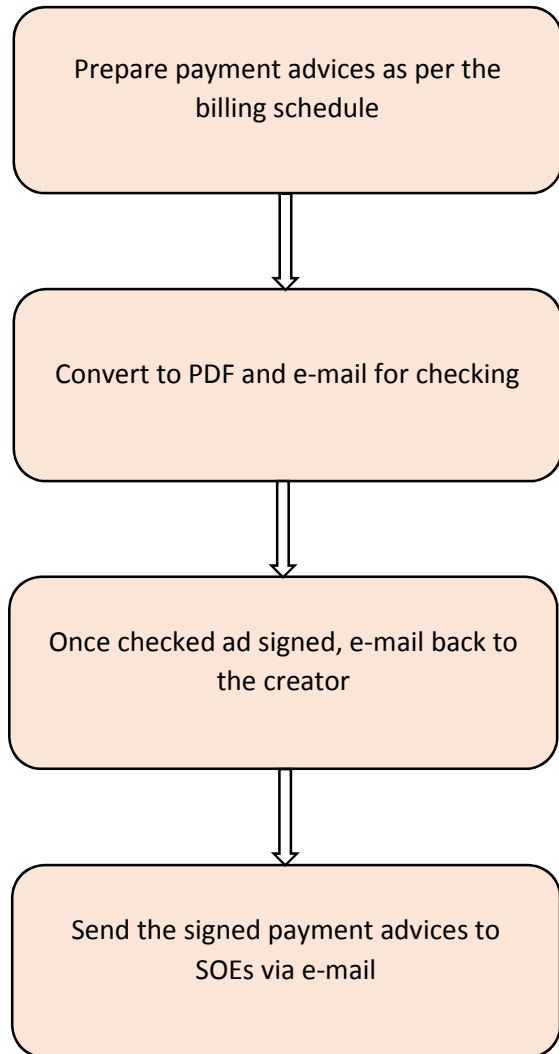 Prepare payment advices as per the
billing schedule
Convert to PDF and e-mail for checking
Once checked ad signed, e-mail back to
the creator
Send the signed payment advices to
SOEs via e-mail